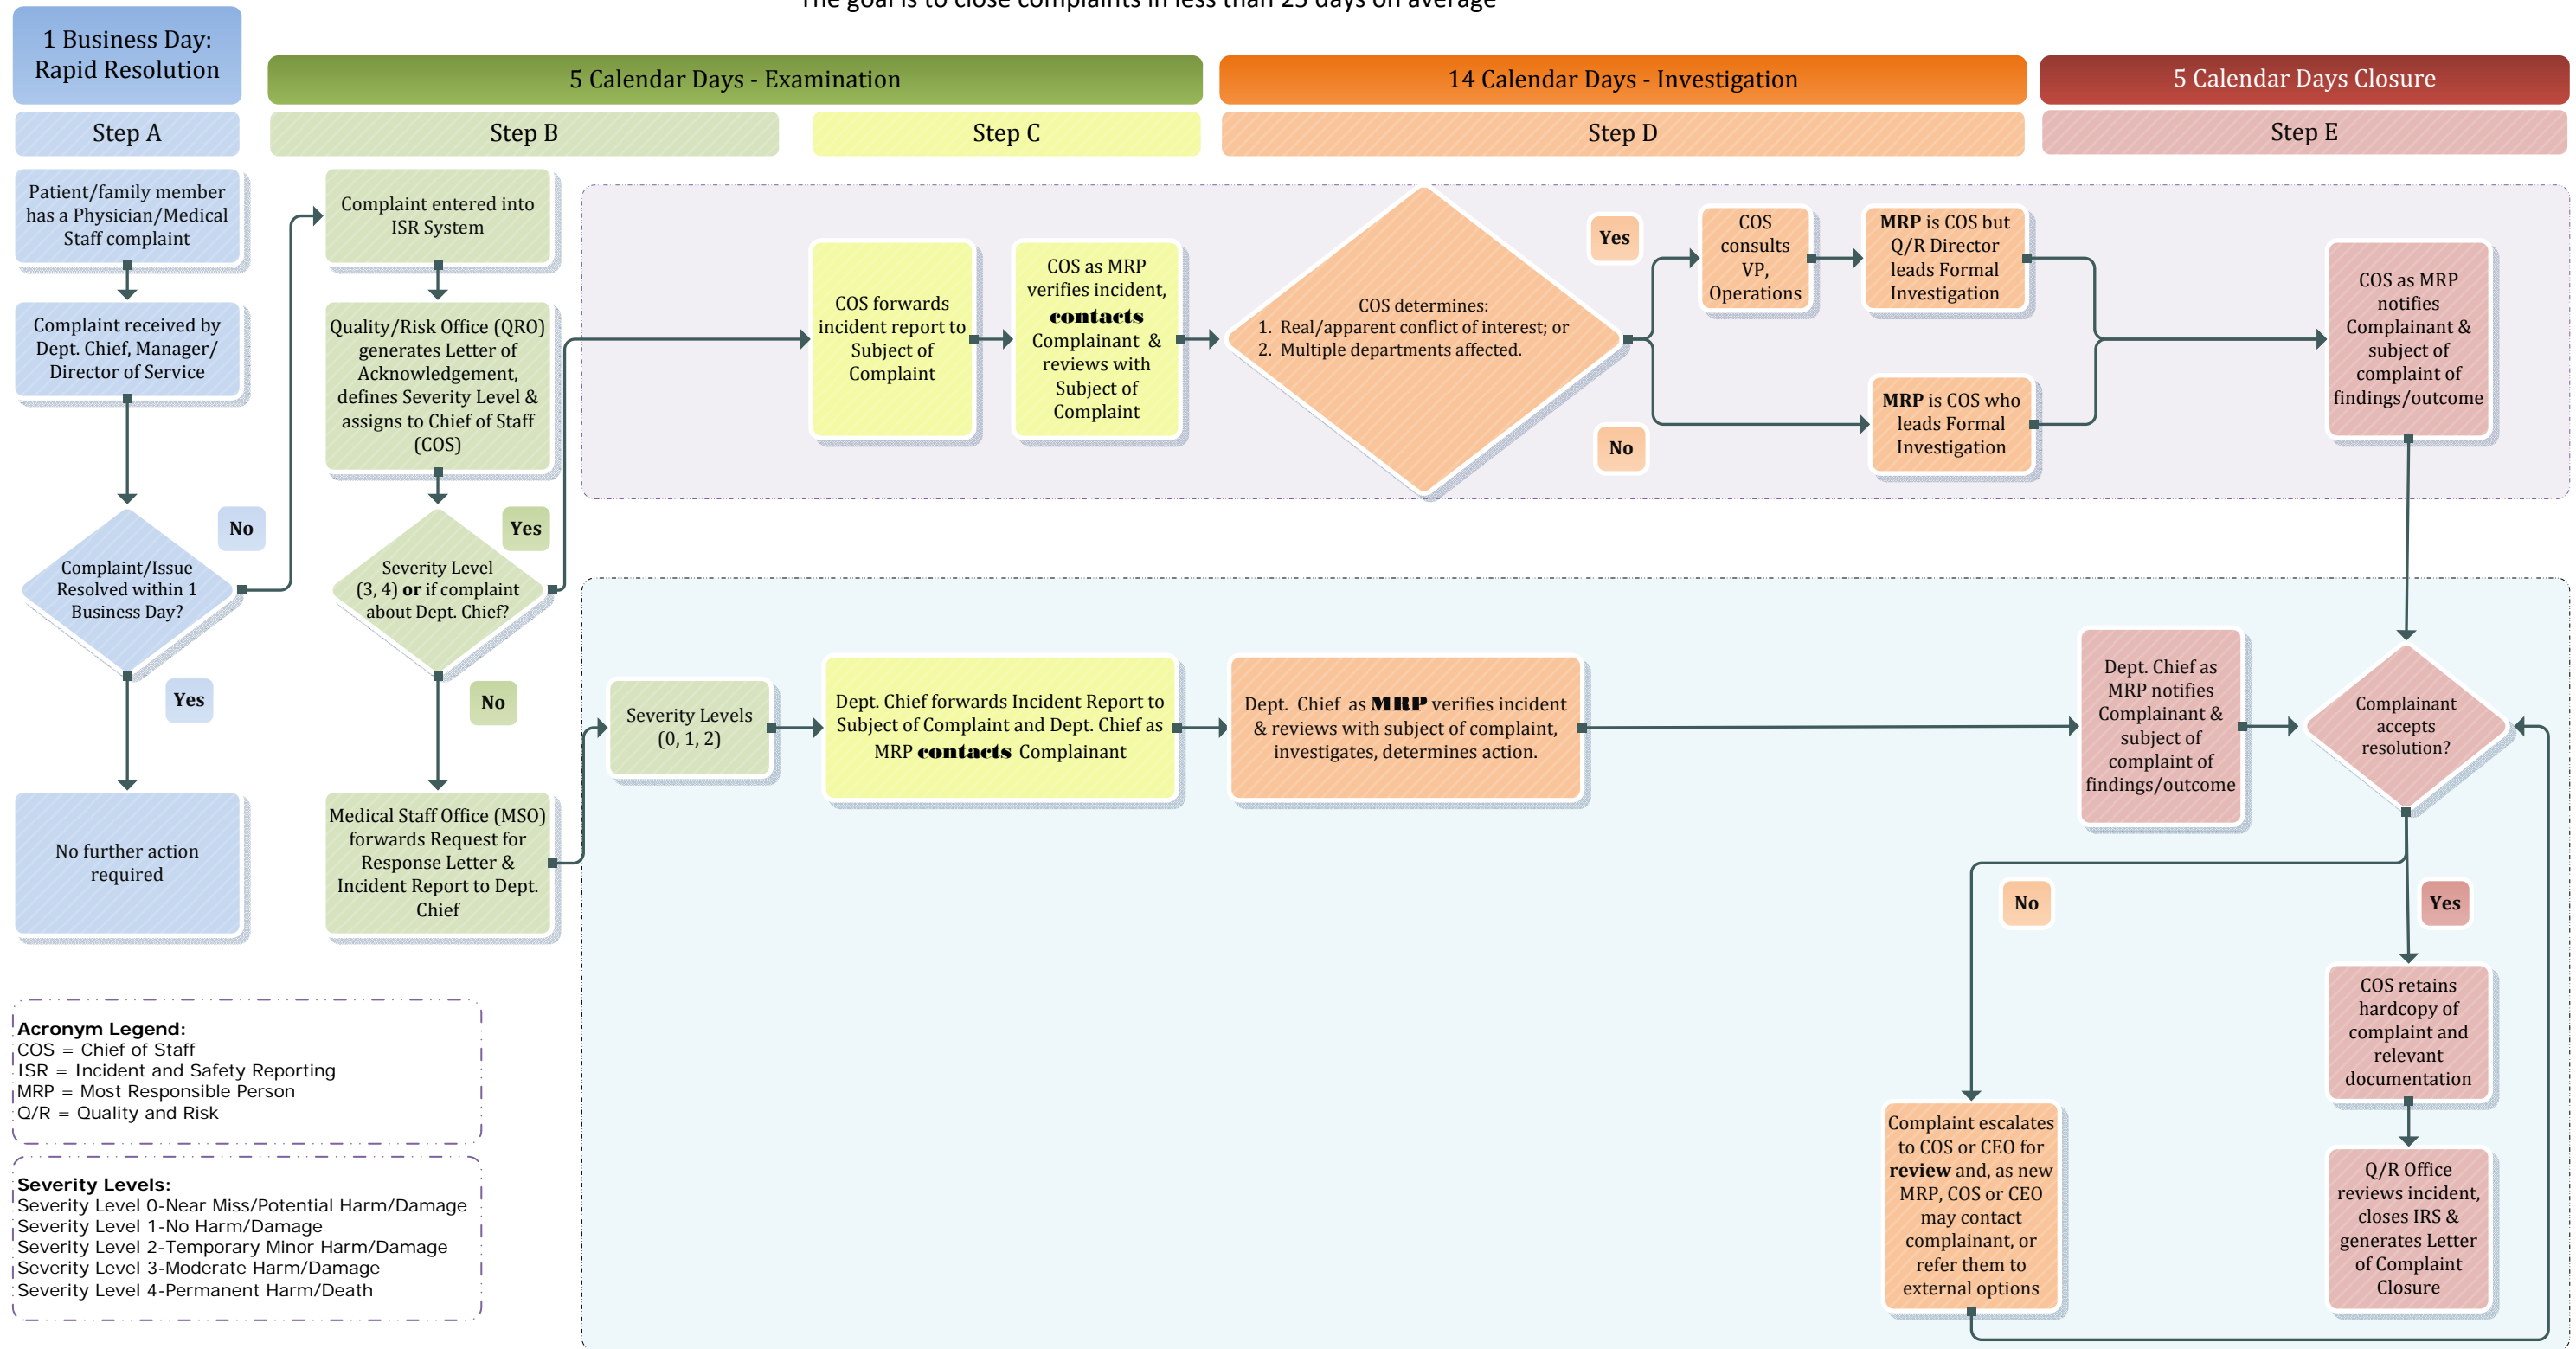 The goal is to close complaints in less than 25 days on average
1 Business Day:
Rapid Resolution
5 Calendar Days - Examination
14 Calendar Days - Investigation
5 Calendar Days Closure
Step A
Step B
Step C
Step D
Step E
Patient/family member
has a Physician/Medical
Staff complaint
Complaint received by
Dept. Chief, Manager/
Director of Service
No
Complaint/Issue
Resolved within 1
Business Day?
Yes
No further action
required
Complaint entered into
ISR System
Quality/Risk Office (QRO)
generates Letter of
Acknowledgement,
defines Severity Level &
assigns to Chief of Staff
(COS)
Yes
Severity Level
(3, 4) or if complaint
about Dept. Chief?
No
Medical Staff Office (MSO)
forwards Request for
Response Letter &
Incident Report to Dept.
Chief
COS forwards
incident report to
Subject of
Complaint
COS as MRP
verifies incident,
contacts
Complainant &
reviews with
Subject of
Complaint
COS determines:
1. Real/apparent conflict of interest; or
2. Multiple departments affected.
Yes
COS
consults
VP,
Operations
MRP is COS but
Q/R Director
leads Formal
Investigation
No
MRP is COS who
leads Formal
Investigation
COS as MRP
notifies
Complainant &
subject of
complaint of
findings/outcome
Severity Levels
(0, 1, 2)
Dept. Chief forwards Incident Report to
Subject of Complaint and Dept. Chief as
MRP contacts Complainant
Dept. Chief as MRP verifies incident
& reviews with subject of complaint,
investigates, determines action.
Dept. Chief as
MRP notifies
Complainant &
subject of
complaint of
findings/outcome
Complainant
accepts
resolution?
No
Yes
Complaint escalates
to COS or CEO for
review and, as new
MRP, COS or CEO
may contact
complainant, or
refer them to
external options
COS retains
hardcopy of
complaint and
relevant
documentation
Q/R Office
reviews incident,
closes IRS &
generates Letter
of Complaint
Closure
Acronym Legend:
COS = Chief of Staff
ISR = Incident and Safety Reporting
MRP = Most Responsible Person
Q/R = Quality and Risk
Severity Levels:
Severity Level 0-Near Miss/Potential Harm/Damage
Severity Level 1-No Harm/Damage
Severity Level 2-Temporary Minor Harm/Damage
Severity Level 3-Moderate Harm/Damage
Severity Level 4-Permanent Harm/Death